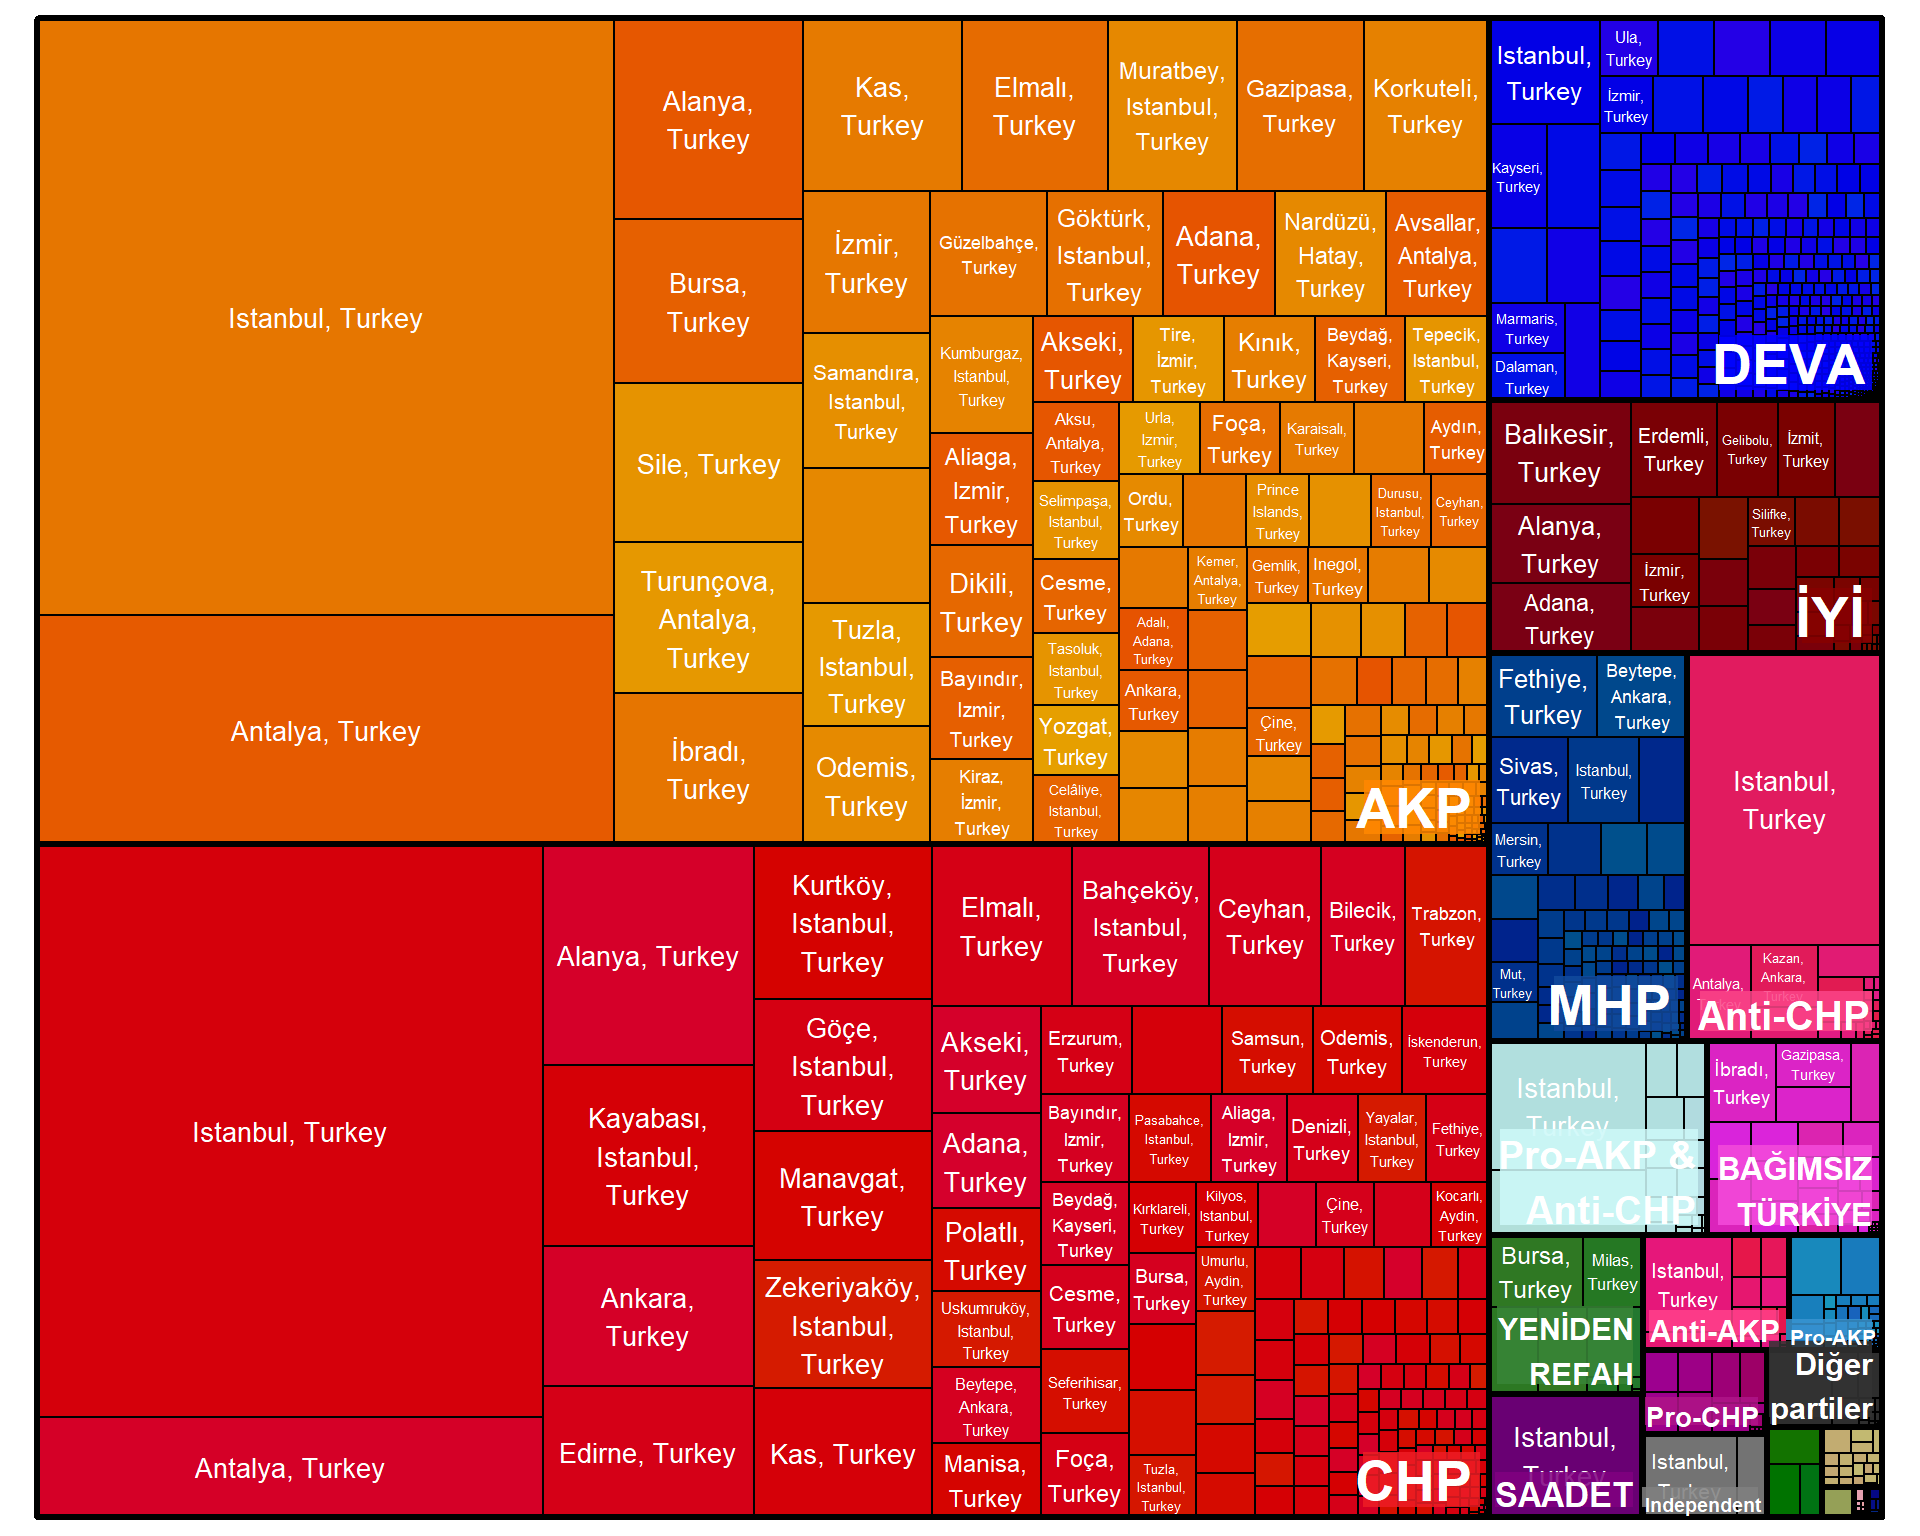 Istanbul, Turkey
Antalya, Turkey
Alanya,
Turkey
Bursa,
Turkey
Sile, Turkey
Turunçova,
Antalya,
Turkey
İbradı,
Turkey
Kas,
Turkey
Elmalı,
Turkey
Muratbey,
Istanbul,
Turkey
Gazipasa,
Turkey
Korkuteli,
Turkey
İzmir,
Turkey
Samandıra,
Istanbul,
Turkey
Tuzla,
Istanbul,
Turkey
Odemis,
Turkey
Güzelbahçe,
Turkey
Göktürk,
Istanbul,
Turkey
Adana,
Turkey
Nardüzü,
Hatay,
Turkey
Avsallar,
Antalya,
Turkey
Kumburgaz,
Istanbul,
Turkey
Aliaga,
Izmir,
Turkey
Dikili,
Turkey
Bayındır,
Izmir,
Turkey
Kiraz,
İzmir,
Turkey
Akseki,
Turkey
Tire,
İzmir,
Turkey
Kınık,
Turkey
Beydağ,
Kayseri,
Turkey
Tepecik,
Istanbul,
Turkey
Aksu,
Antalya,
Turkey
Selimpaşa,
Istanbul,
Turkey
Cesme,
Turkey
Tasoluk,
Istanbul,
Turkey
Yozgat,
Turkey
Celâliye,
Istanbul,
Turkey
Urla,
Izmir,
Turkey
Foça,
Turkey
Karaisalı,
Turkey
Aydın,
Turkey
Ordu,
Turkey
Prince
Islands,
Turkey
Durusu,
Istanbul,
Turkey
Ceyhan,
Turkey
Kemer,
Antalya,
Turkey
Gemlik,
Turkey
Inegol,
Turkey
Adalı,
Adana,
Turkey
Ankara,
Turkey
Çine,
Turkey
AKP
Istanbul, Turkey
Antalya, Turkey
Alanya, Turkey
Kayabası,
Istanbul,
Turkey
Ankara,
Turkey
Edirne, Turkey
Kurtköy,
Istanbul,
Turkey
Göçe,
Istanbul,
Turkey
Manavgat,
Turkey
Zekeriyaköy,
Istanbul,
Turkey
Kas, Turkey
Elmalı,
Turkey
Bahçeköy,
Istanbul,
Turkey
Ceyhan,
Turkey
Bilecik,
Turkey
Trabzon,
Turkey
Akseki,
Turkey
Adana,
Turkey
Polatlı,
Turkey
Uskumruköy,
Istanbul,
Turkey
Beytepe,
Ankara,
Turkey
Manisa,
Turkey
Erzurum,
Turkey
Samsun,
Turkey
Odemis,
Turkey
İskenderun,
Turkey
Bayındır,
Izmir,
Turkey
Pasabahce,
Istanbul,
Turkey
Aliaga,
Izmir,
Turkey
Denizli,
Turkey
Yayalar,
Istanbul,
Turkey
Fethiye,
Turkey
Beydağ,
Kayseri,
Turkey
Cesme,
Turkey
Seferihisar,
Turkey
Foça,
Turkey
Kırklareli,
Turkey
Kilyos,
Istanbul,
Turkey
Çine,
Turkey
Kocarlı,
Aydin,
Turkey
Bursa,
Turkey
Umurlu,
Aydin,
Turkey
Tuzla,
Istanbul,
Turkey
CHP
Istanbul,
Turkey
Ula,
Turkey
İzmir,
Turkey
Kayseri,
Turkey
Marmaris,
Turkey
Dalaman,
Turkey
DEVA
Balıkesir,
Turkey
Alanya,
Turkey
Adana,
Turkey
Erdemli,
Turkey
Gelibolu,
Turkey
İzmit,
Turkey
Silifke,
Turkey
İzmir,
Turkey
İYİ
Fethiye,
Turkey
Beytepe,
Ankara,
Turkey
Sivas,
Turkey
Istanbul,
Turkey
Mersin,
Turkey
Mut,
Turkey
MHP
Istanbul,
Turkey
Antalya,
Kazan,
Ankara,
Anti-CHP
Istanbul,
Turkey
Pro-AKP &
Anti-CHP
İbradı,
Turkey
Gazipasa,
Turkey
BAĞIMSIZ
TÜRKİYE
Bursa,
Turkey
Milas,
Turkey
YENİDEN
REFAH
Istanbul,
Turkey
Anti-AKP
Pro-AKP
Pro-CHP
Diğer
partiler
Istanbul,
Turkey
SAADET
Istanbul,
Turkey
Independent